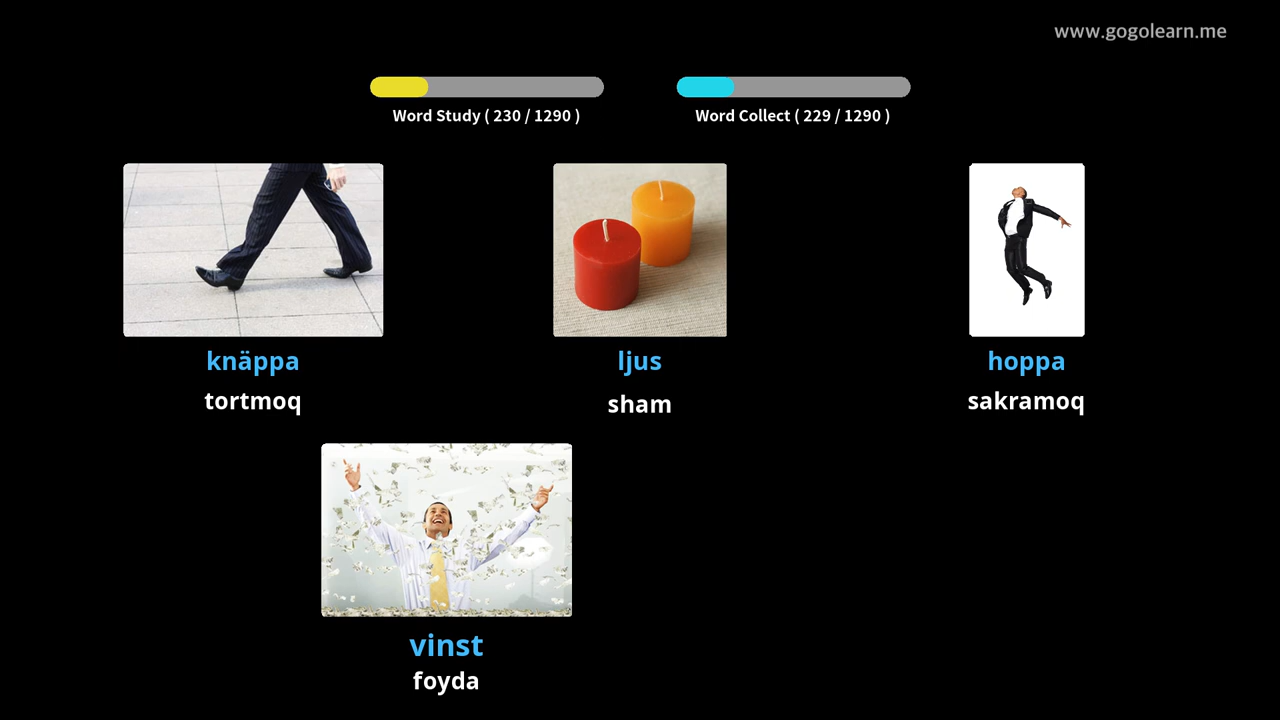 www.gogolearn.me
Word Study ( 230 / 1290 )
Word Collect ( 229 / 1290 )
knäppa
tortmoq
ljus
sham
hoppa
sakramoq
vinst
foyda